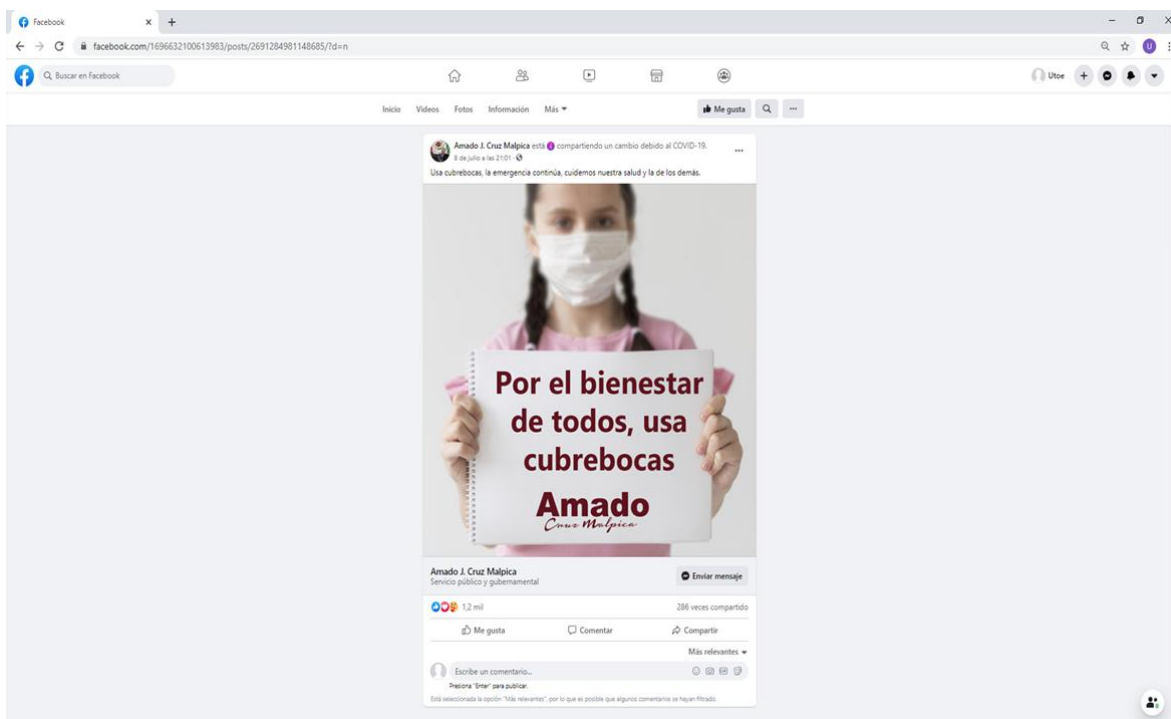 Facebook
facebook.com/1696632100613983/posts/2691284981148685/?d=n
Buscar en Facebook
Utoe
Inicio Videos Fotos Información Más
Me gusta
Amado J. Cruz Malpica está compartiendo un cambio debido al COVID-19.
8 de julio a las 21:01
Usa cubrebocas, la emergencia continúa, cuidemos nuestra salud y la de los demás.
Por el bienestar
de todos, usa
cubrebocas
Amado
Cruz Malpica
Amado J. Cruz Malpica
Servicio público y gubernamental
Enviar mensaje
1,2 mil
286 veces compartido
Me gusta Comentar Compartir
Más relevantes
Escribe un comentario...
GIF
Presiona "Enter" para publicar.
Está seleccionada la opción "Más relevantes", por lo que es posible que algunos comentarios se hayan filtrado.
U